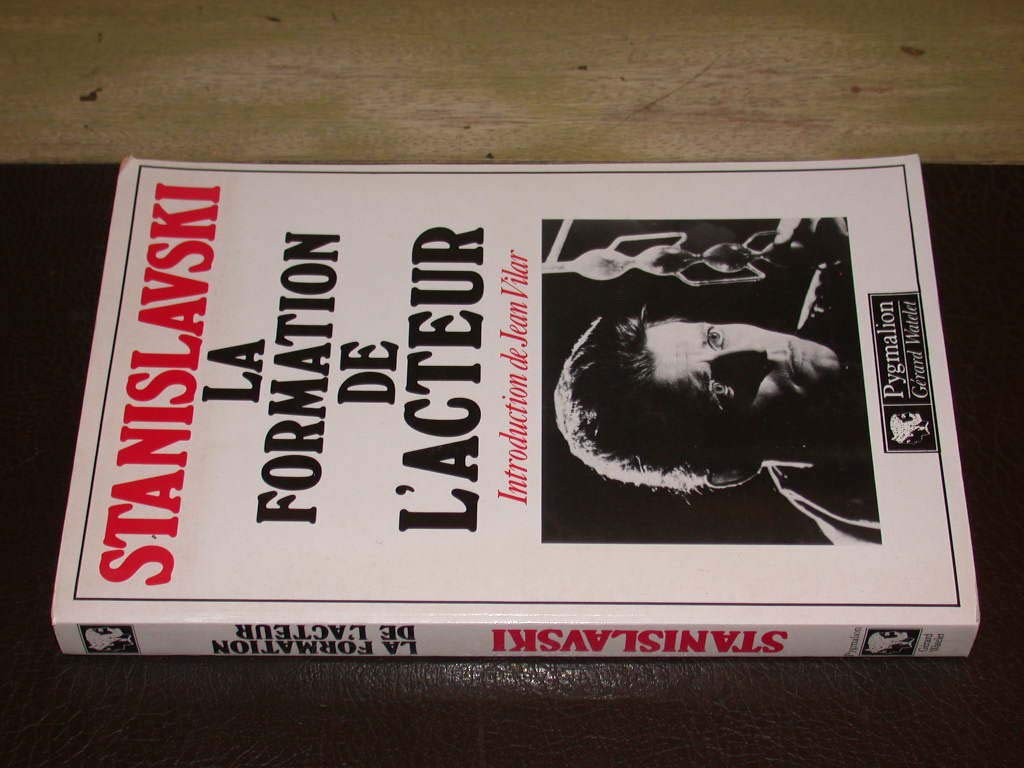 STANISLAVSKI
LA
FORMATION
DE
L'ACTEUR
Introduction de Jean Vilar
Pygmalion
Gérard Watelet
LA FORMATION
DE L'ACTEUR
STANISLAVSKI
Pygmalion
Gérard
Watelet